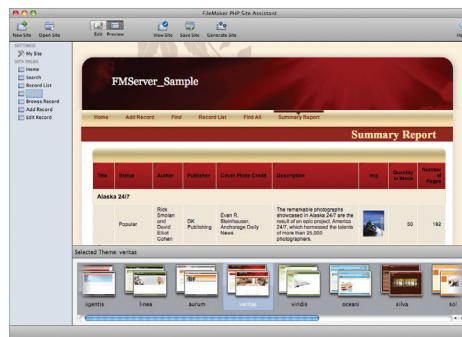 FileMaker PHP Site Assistant
New Site Open Site Edit Preview View Site Save Site Generate Site
SETTINGS
My Site
Home
Search
Record List
Browse Record
Add Record
Edit Record
FMServer_Sample
Home Add Record Find Record List Find All Summary Report
Summary Report
Title Status Author Publisher Cover Photo Credit Description Img Quantity in Stock Number of Pages
Alaska 24/7
Popular
Rick Smolan and David Elliot Cohen
DK Publishing
Evan R. Steinhauser, Anchorage Daily News
The remarkable photographs showcased in Alaska 24/7 are the result of an epic project, America 24/7, which harnessed the talents of more than 25,000 photographers.
50
192
Selected Theme: veritas
linea aurum veritas viridis oceani silva sol